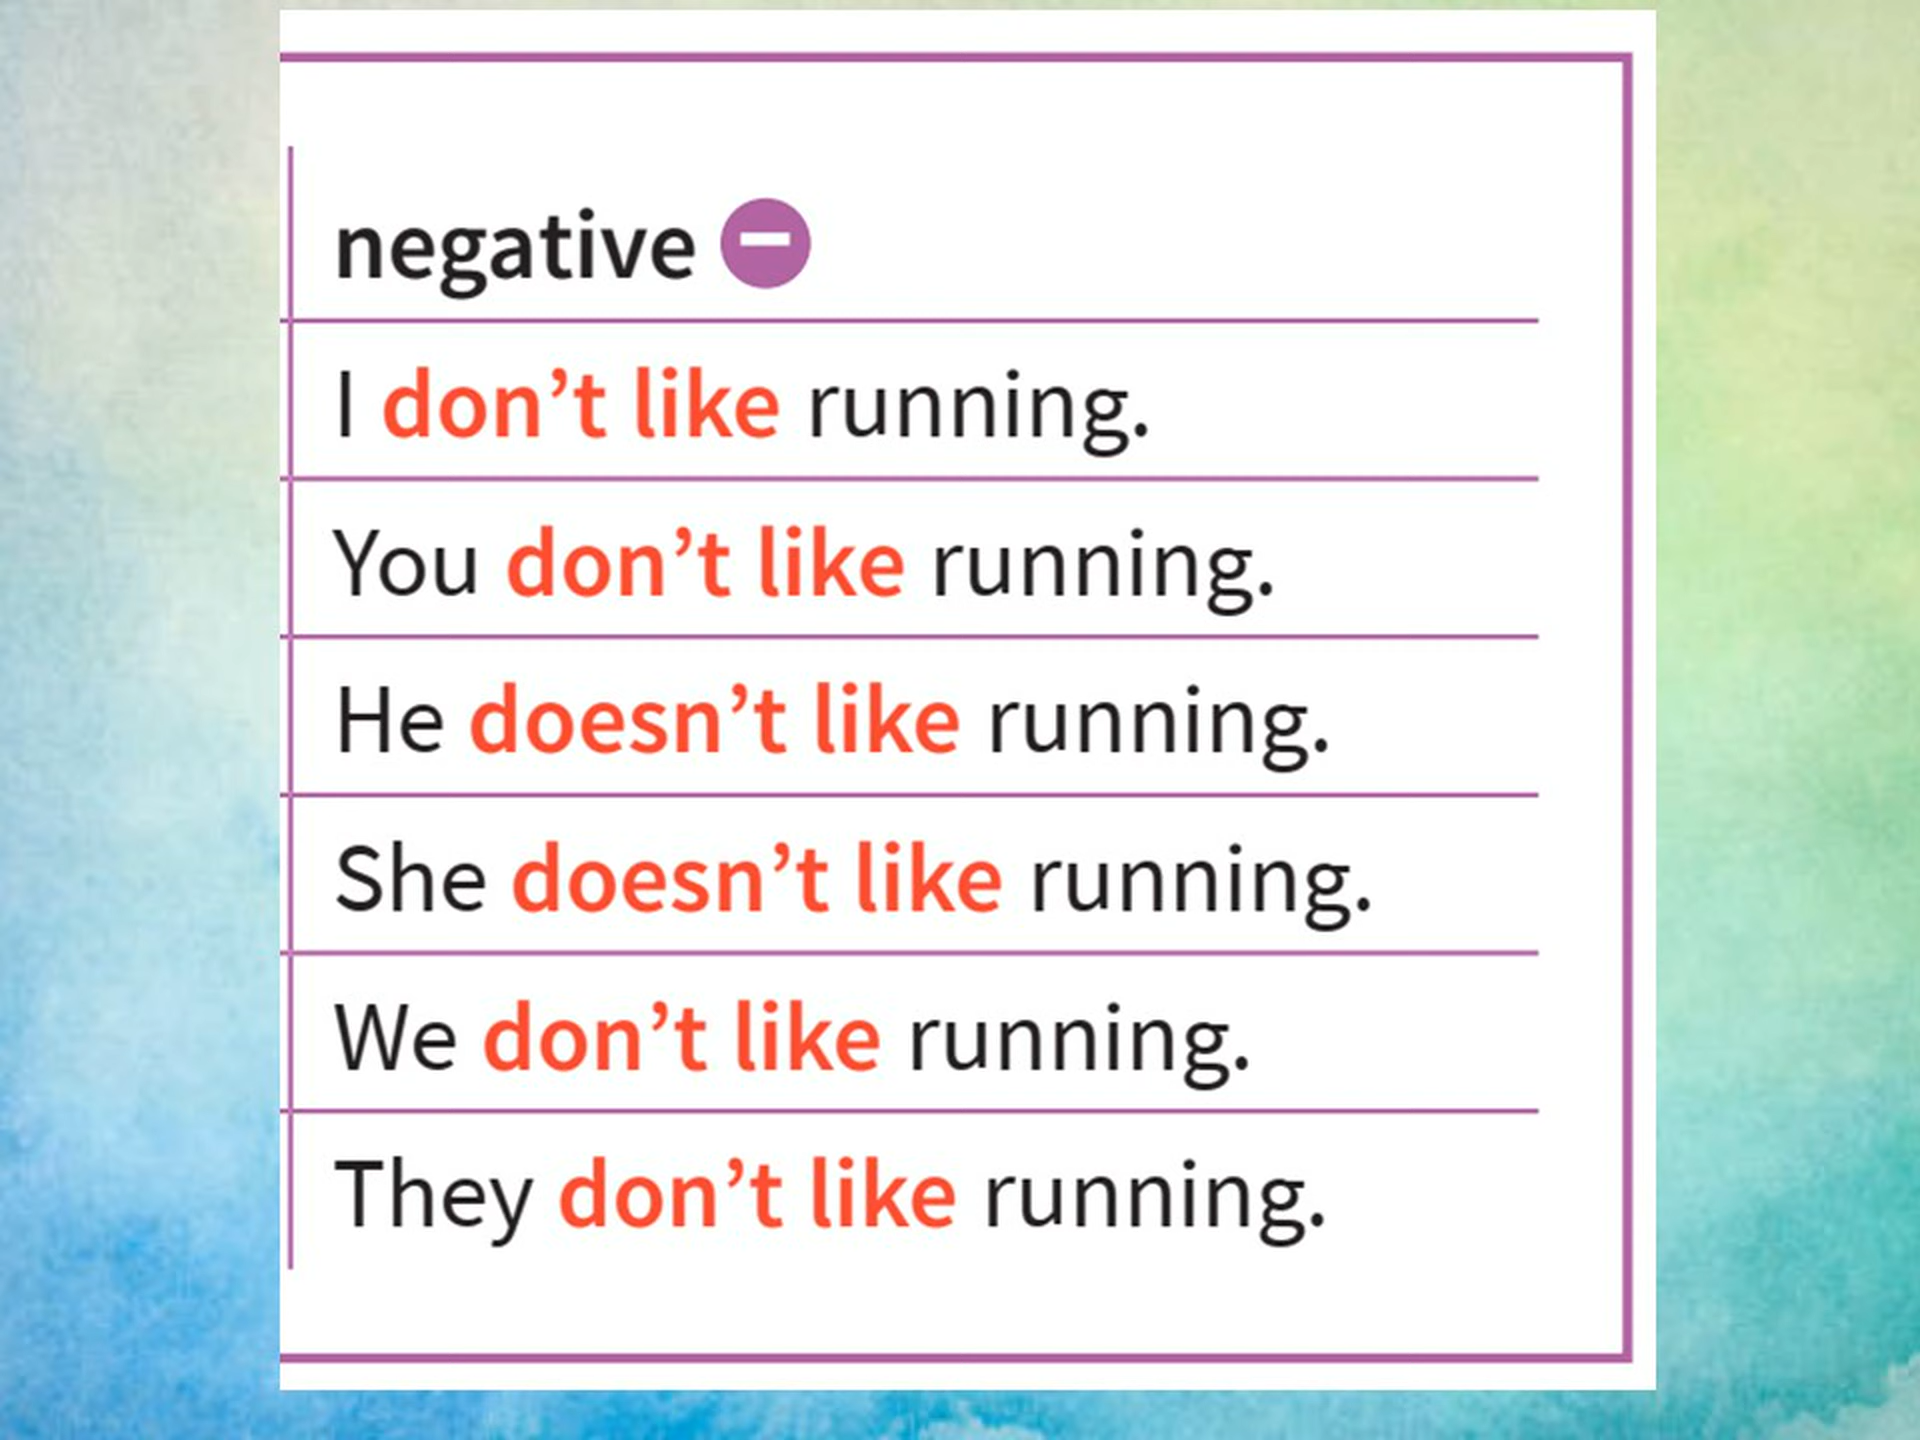 negative
I don’t like running.
You don’t like running.
He doesn’t like running.
She doesn’t like running.
We don’t like running.
They don’t like running.